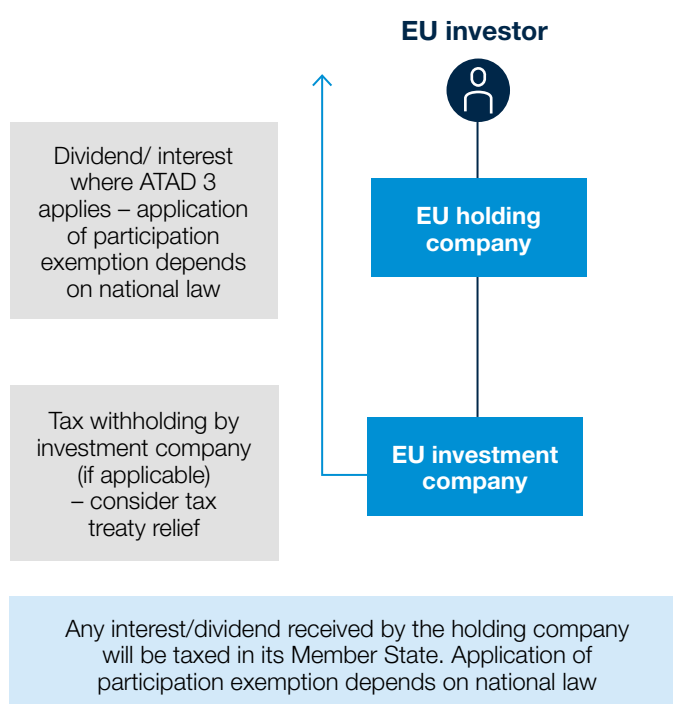 EU investor
Dividend/ interest
where ATAD 3
applies – application
of participation
exemption depends
on national law
EU holding
company
Tax withholding by
investment company
(if applicable)
– consider tax
treaty relief
EU investment
company
Any interest/dividend received by the holding company
will be taxed in its Member State. Application of
participation exemption depends on national law